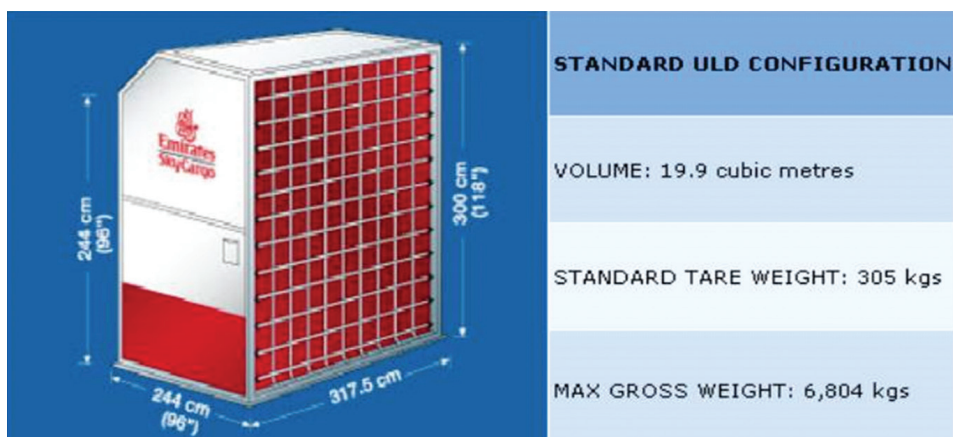 Emirates
SkyCargo
244 cm
(96")
244 cm
(96")
317.5 cm
300 cm
(118")
STANDARD ULD CONFIGURATION
VOLUME: 19.9 cubic metres
STANDARD TARE WEIGHT: 305 kgs
MAX GROSS WEIGHT: 6,804 kgs